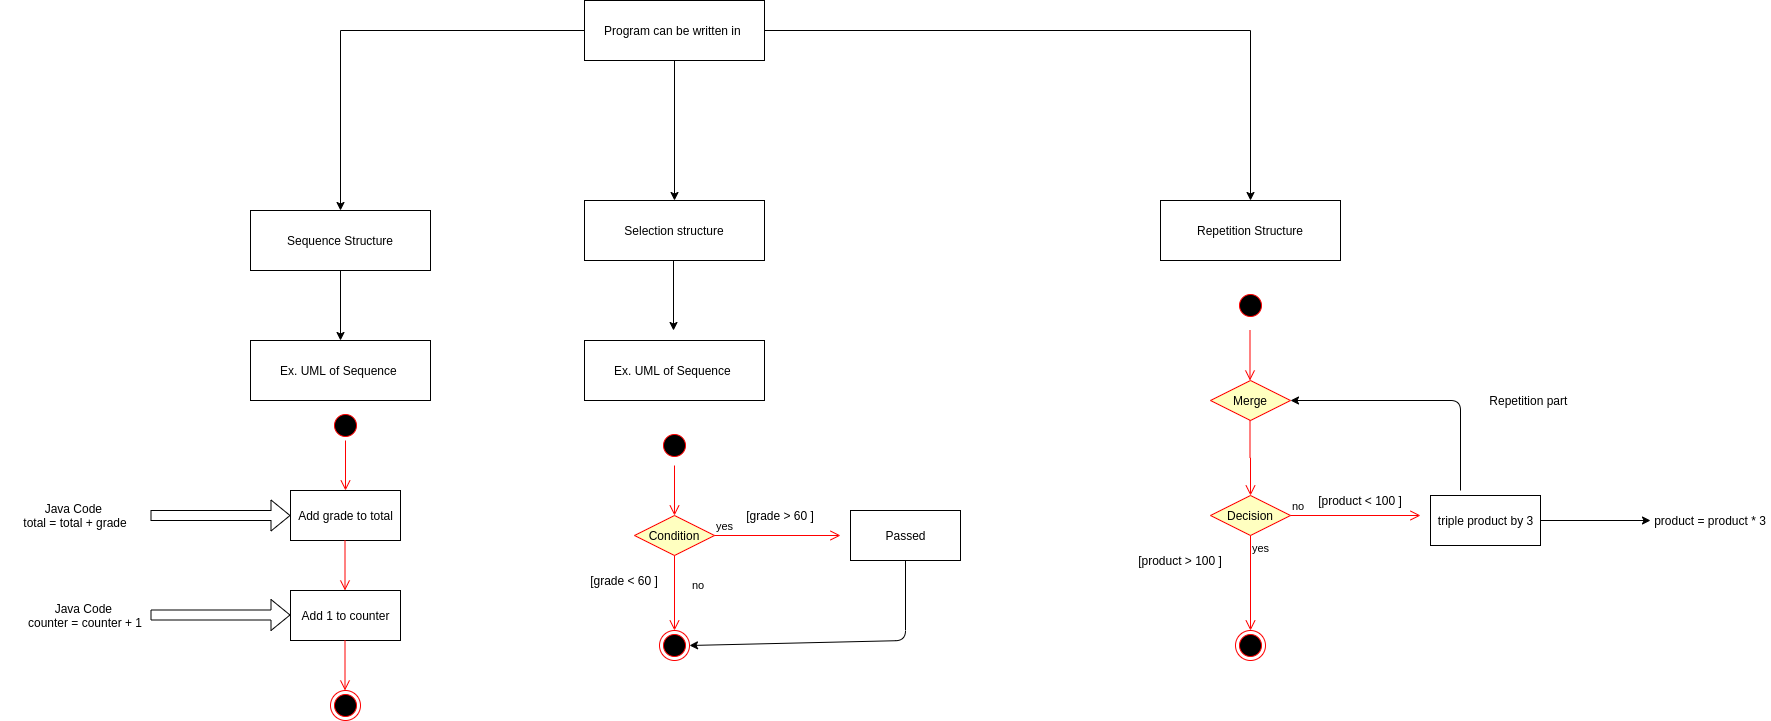 Program can be written in
Sequence Structure
Selection structure
Repetition Structure
Ex. UML of Sequence
Ex. UML of Sequence
Java Code
total = total + grade
Add grade to total
Java Code
counter = counter + 1
Add 1 to counter
Condition
yes
[grade > 60 ]
Passed
[grade < 60 ]
no
Merge
Repetition part
Decision
no
[product < 100 ]
triple product by 3
product = product * 3
yes
[product > 100 ]